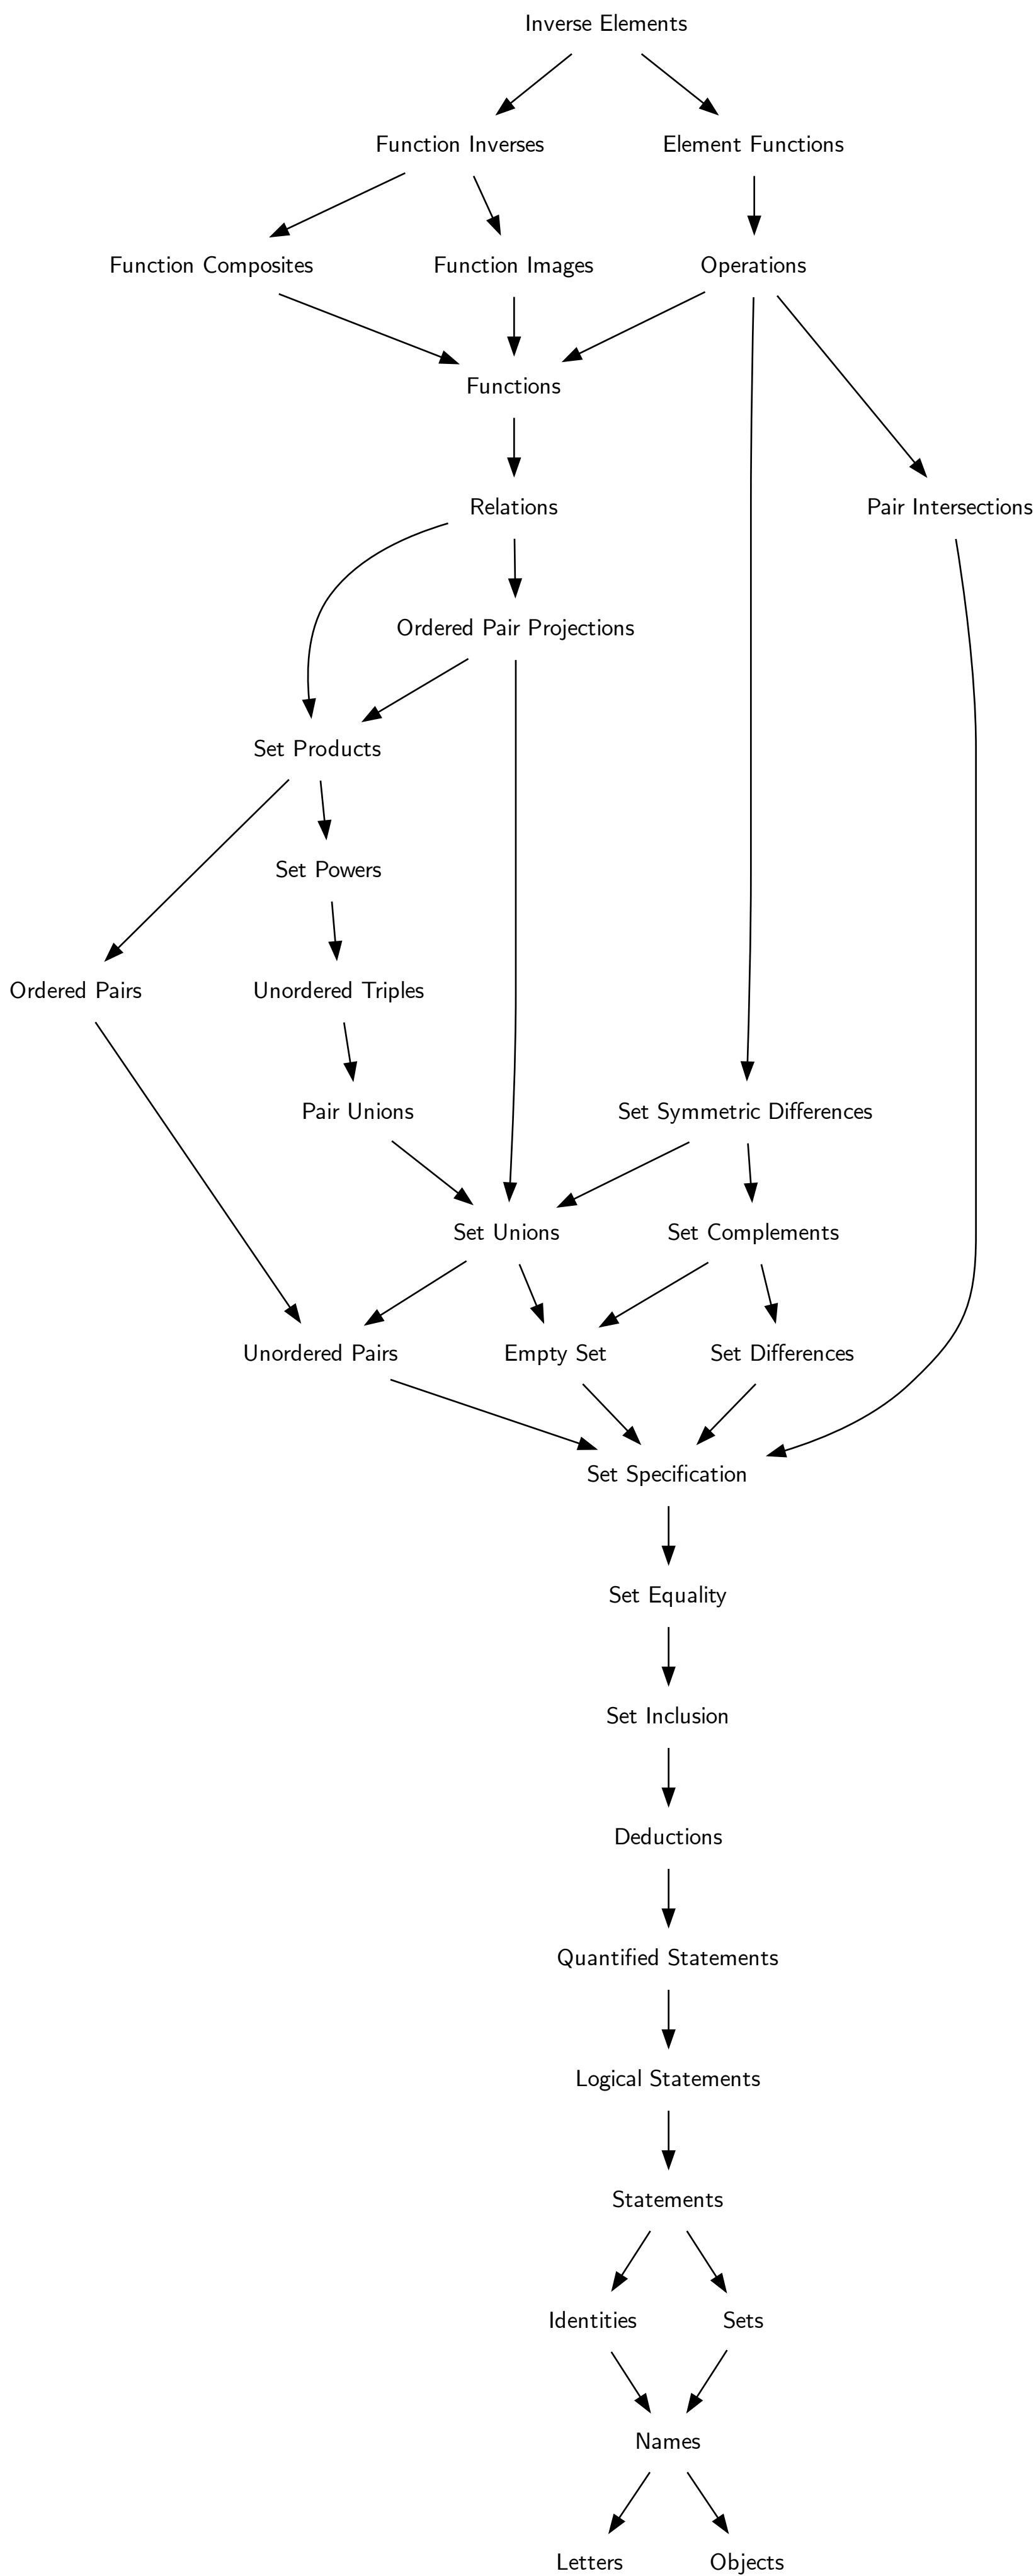 Inverse Elements
Function Inverses
Element Functions
Function Composites
Function Images
Operations
Functions
Relations
Pair Intersections
Ordered Pair Projections
Set Products
Set Powers
Ordered Pairs
Unordered Triples
Pair Unions
Set Symmetric Differences
Set Unions
Set Complements
Unordered Pairs
Empty Set
Set Differences
Set Specification
Set Equality
Set Inclusion
Deductions
Quantified Statements
Logical Statements
Statements
Identities
Sets
Names
Letters
Objects